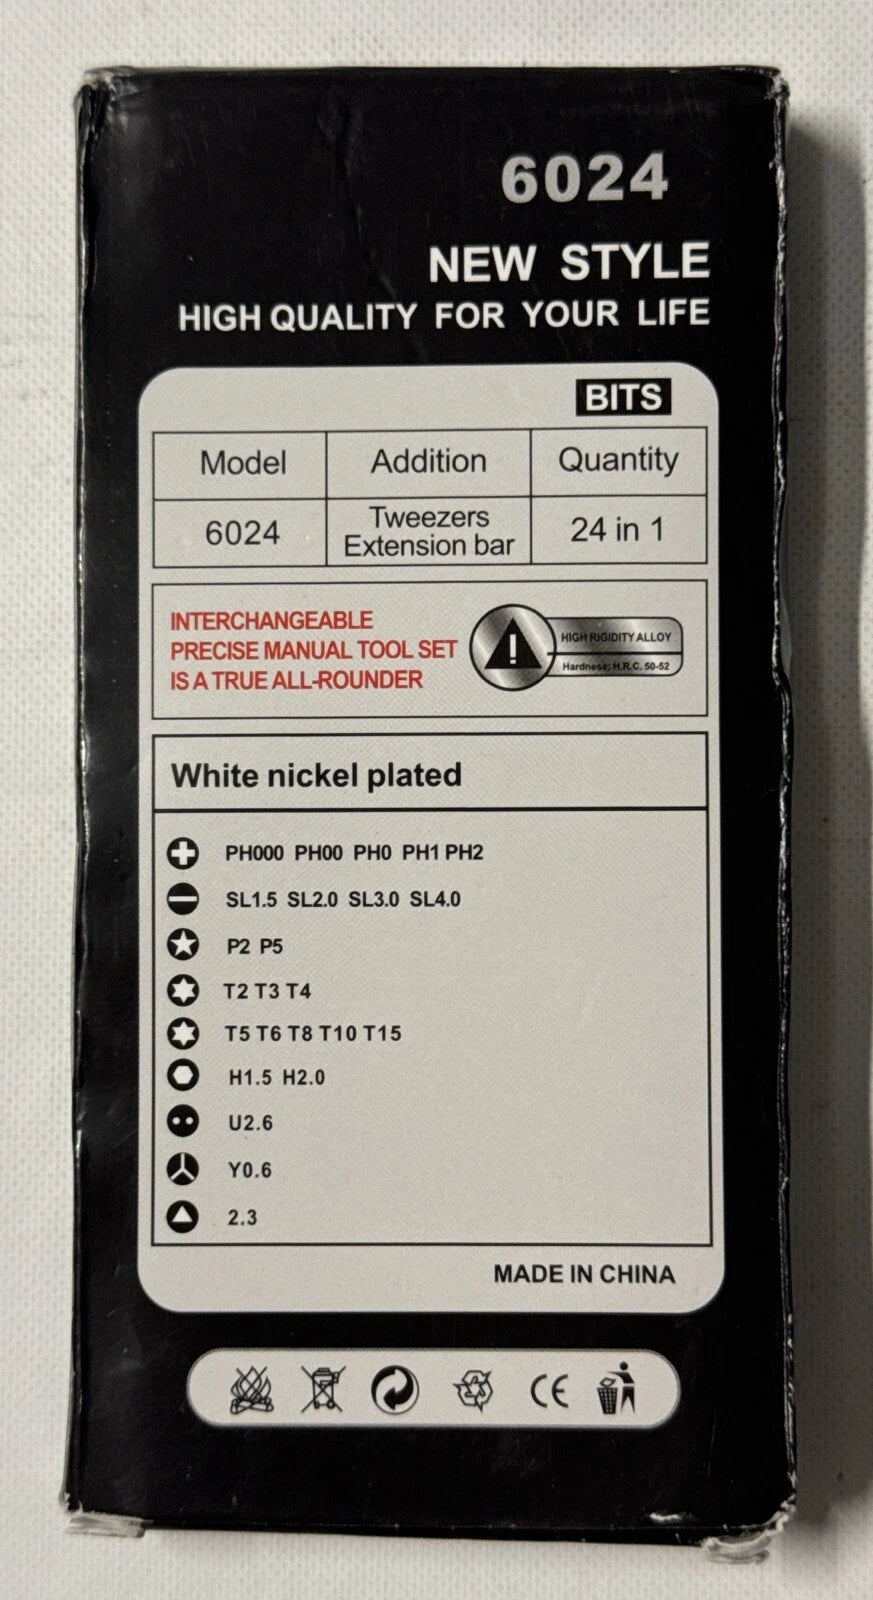 6024
NEW STYLE
HIGH QUALITY FOR YOUR LIFE
BITS
Model Addition Quantity
6024 Tweezers Extension bar 24 in 1
INTERCHANGEABLE
PRECISE MANUAL TOOL SET
IS A TRUE ALL-ROUNDER
HIGH RIGIDITY ALLOY
Hardness: H.R.C. 50-52
White nickel plated
PH000 PH00 PH0 PH1 PH2
SL1.5 SL2.0 SL3.0 SL4.0
P2 P5
T2 T3 T4
T5 T6 T8 T10 T15
H1.5 H2.0
U2.6
Y0.6
2.3
MADE IN CHINA
CE